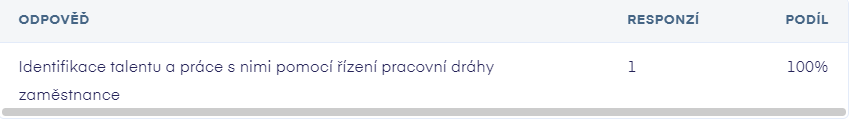 ODPOVĚĎ RESPONZÍ PODÍL
Identifikace talentu a práce s nimi pomocí řízení pracovní dráhy 1 100%
zaměstnance